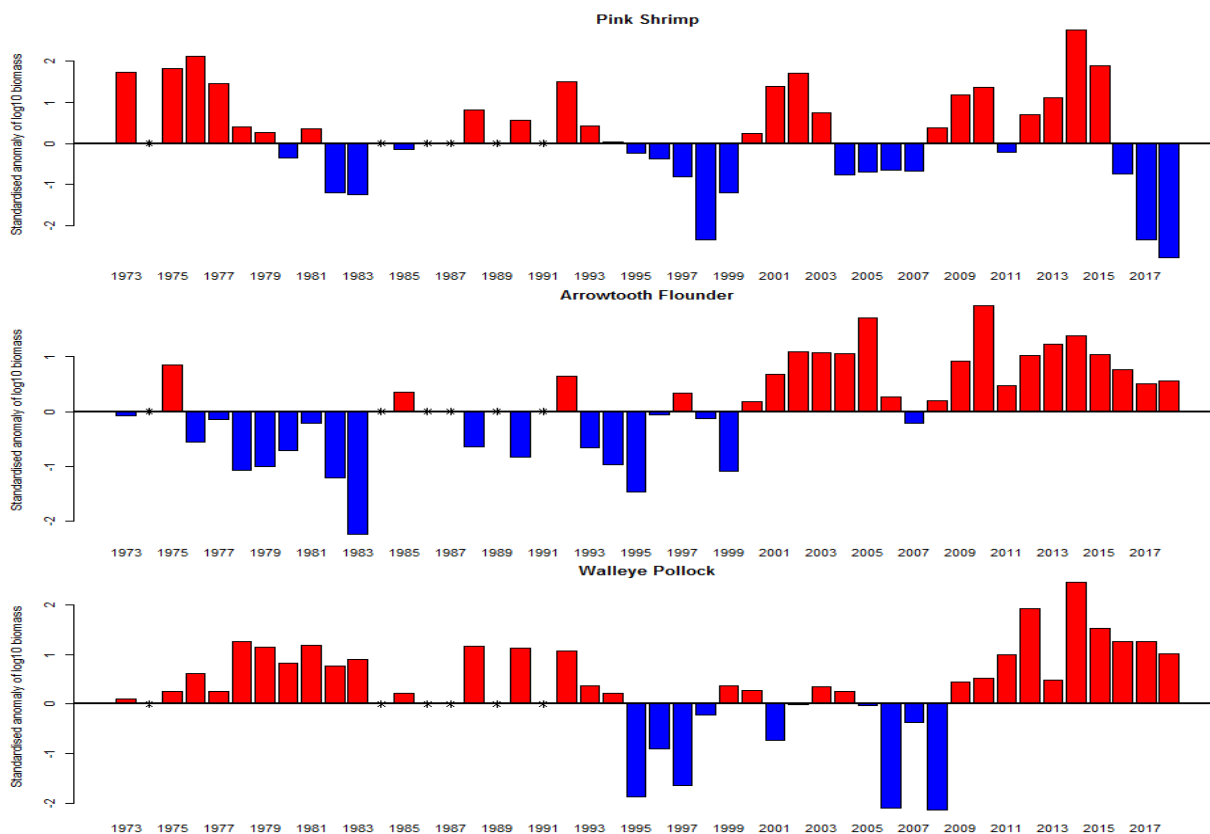 Pink Shrimp
Standardised anomaly of log10 biomass
2
1
0
-1
-2
* * * * * *
1973 1975 1977 1979 1981 1983 1985 1987 1989 1991 1993 1995 1997 1999 2001 2003 2005 2007 2009 2011 2013 2015 2017
Arrowtooth Flounder
Standardised anomaly of log10 biomass
1
0
-1
-2
* * * * * *
1973 1975 1977 1979 1981 1983 1985 1987 1989 1991 1993 1995 1997 1999 2001 2003 2005 2007 2009 2011 2013 2015 2017
Walleye Pollock
Standardised anomaly of log10 biomass
2
1
0
-1
-2
* * * * * *
1973 1975 1977 1979 1981 1983 1985 1987 1989 1991 1993 1995 1997 1999 2001 2003 2005 2007 2009 2011 2013 2015 2017